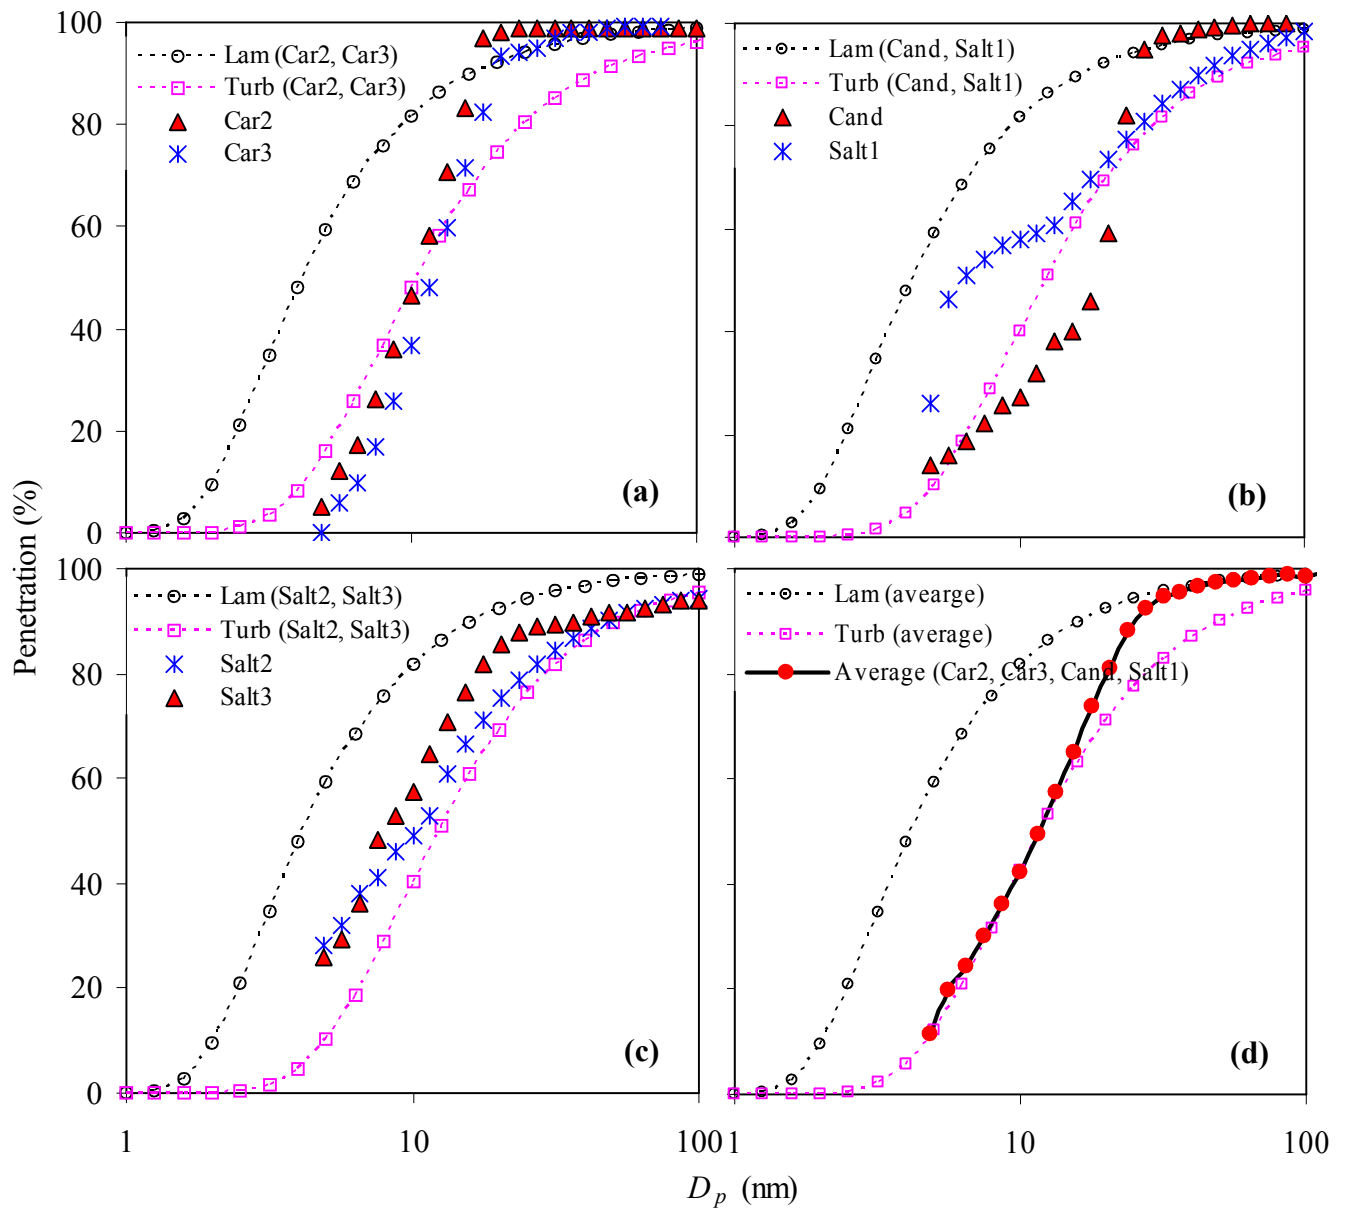 100
80
60
40
20
0
Lam (Car2, Car3)
Turb (Car2, Car3)
Car2
Car3
(a)
Lam (Cand, Salt1)
Turb (Cand, Salt1)
Cand
Salt1
(b)
Penetration (%)
100
80
60
40
20
0
Lam (Salt2, Salt3)
Turb (Salt2, Salt3)
Salt2
Salt3
(c)
Lam (avearge)
Turb (average)
Average (Car2, Car3, Cand, Salt1)
(d)
1 10 100
1 10 100
Dp (nm)